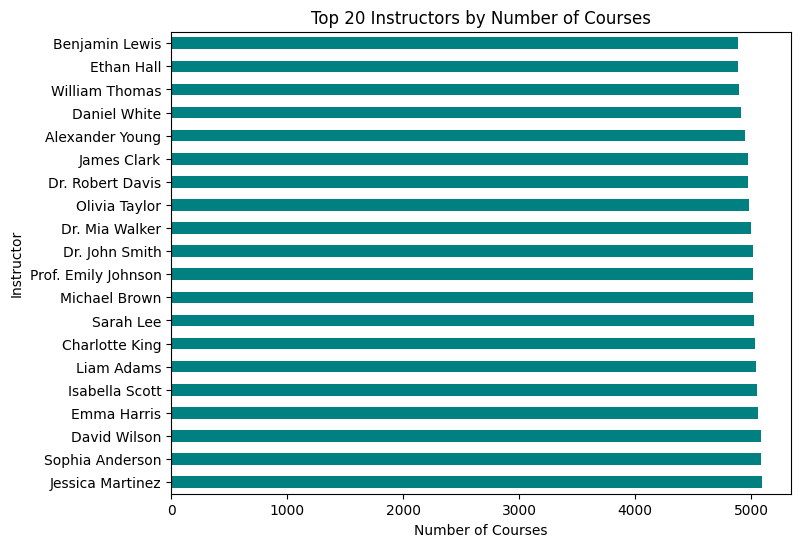 Top 20 Instructors by Number of Courses
Instructor
Benjamin Lewis
Ethan Hall
William Thomas
Daniel White
Alexander Young
James Clark
Dr. Robert Davis
Olivia Taylor
Dr. Mia Walker
Dr. John Smith
Prof. Emily Johnson
Michael Brown
Sarah Lee
Charlotte King
Liam Adams
Isabella Scott
Emma Harris
David Wilson
Sophia Anderson
Jessica Martinez
0 1000 2000 3000 4000 5000
Number of Courses